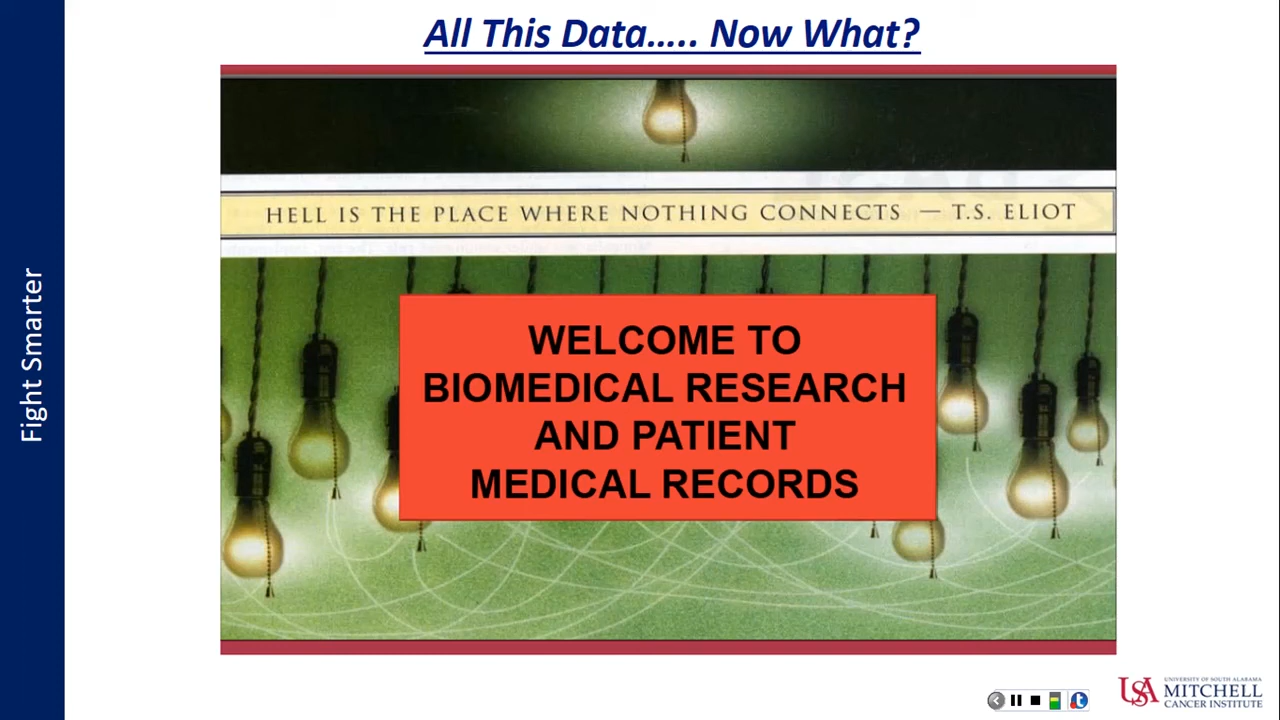 All This Data….. Now What?
HELL IS THE PLACE WHERE NOTHING CONNECTS — T.S. ELIOT
WELCOME TO
BIOMEDICAL RESEARCH
AND PATIENT
MEDICAL RECORDS
Fight Smarter
USA
UNIVERSITY OF SOUTH ALABAMA
MITCHELL
CANCER INSTITUTE